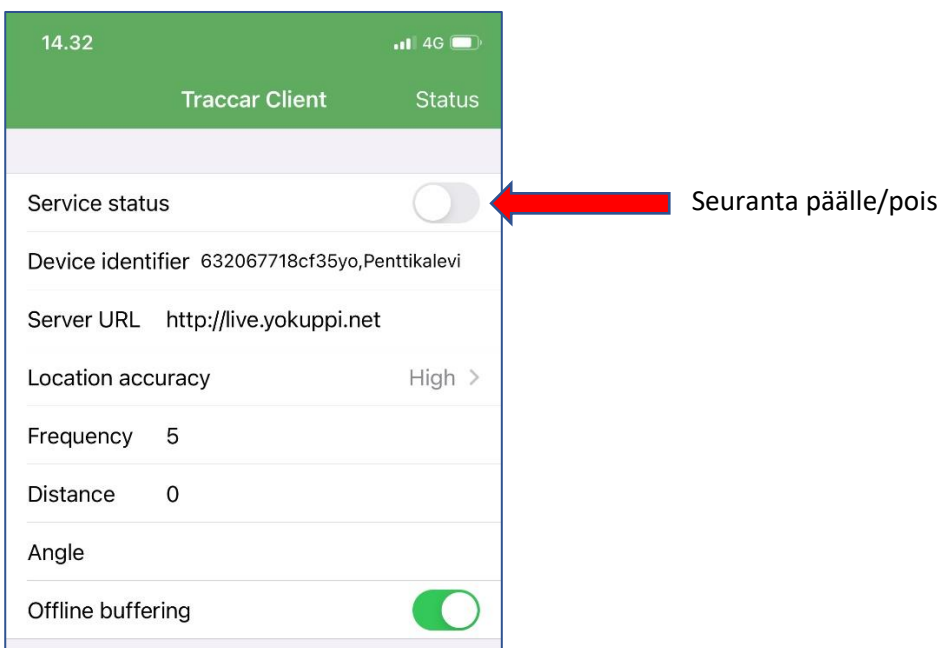 14.32 4G
Traccar Client Status
Service status
Seuranta päälle/pois
Device identifier 632067718cf35yo,Penttikalevi
Server URL http://live.yokuppi.net
Location accuracy High >
Frequency 5
Distance 0
Angle
Offline buffering